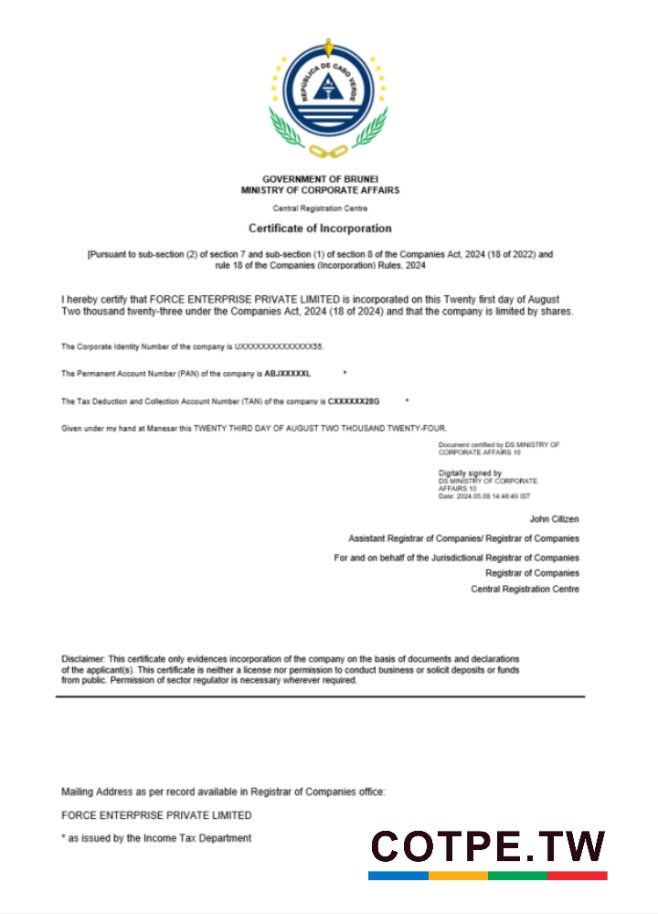 REPÚBLICA DE CABO VERDE
GOVERNMENT OF BRUNEI
MINISTRY OF CORPORATE AFFAIRS
Central Registration Centre
Certificate of Incorporation
[Pursuant to sub-section (2) of section 7 and sub-section (1) of section 8 of the Companies Act, 2024 (18 of 2022) and
rule 18 of the Companies (Incorporation) Rules, 2024
I hereby certify that FORCE ENTERPRISE PRIVATE LIMITED is incorporated on this Twenty first day of August
Two thousand twenty-three under the Companies Act, 2024 (18 of 2024) and that the company is limited by shares.
The Corporate Identity Number of the company is UXXXXXXXXXXXXXX55.
The Permanent Account Number (PAN) of the company is ABJXXXXXL *
The Tax Deduction and Collection Account Number (TAN) of the company is CXXXXXX28G *
Given under my hand at Manesar this TWENTY THIRD DAY OF AUGUST TWO THOUSAND TWENTY-FOUR.
Document certified by DS MINISTRY OF
CORPORATE AFFAIRS 10
Digitally signed by
DS MINISTRY OF CORPORATE
AFFAIRS 10
Date: 2024.05.08 14:46:49 IST
John Citizen
Assistant Registrar of Companies/ Registrar of Companies
For and on behalf of the Jurisdictional Registrar of Companies
Registrar of Companies
Central Registration Centre
Disclaimer: This certificate only evidences incorporation of the company on the basis of documents and declarations
of the applicant(s). This certificate is neither a license nor permission to conduct business or solicit deposits or funds
from public. Permission of sector regulator is necessary wherever required.
Mailing Address as per record available in Registrar of Companies office:
FORCE ENTERPRISE PRIVATE LIMITED
* as issued by the Income Tax Department
COTPE.TW